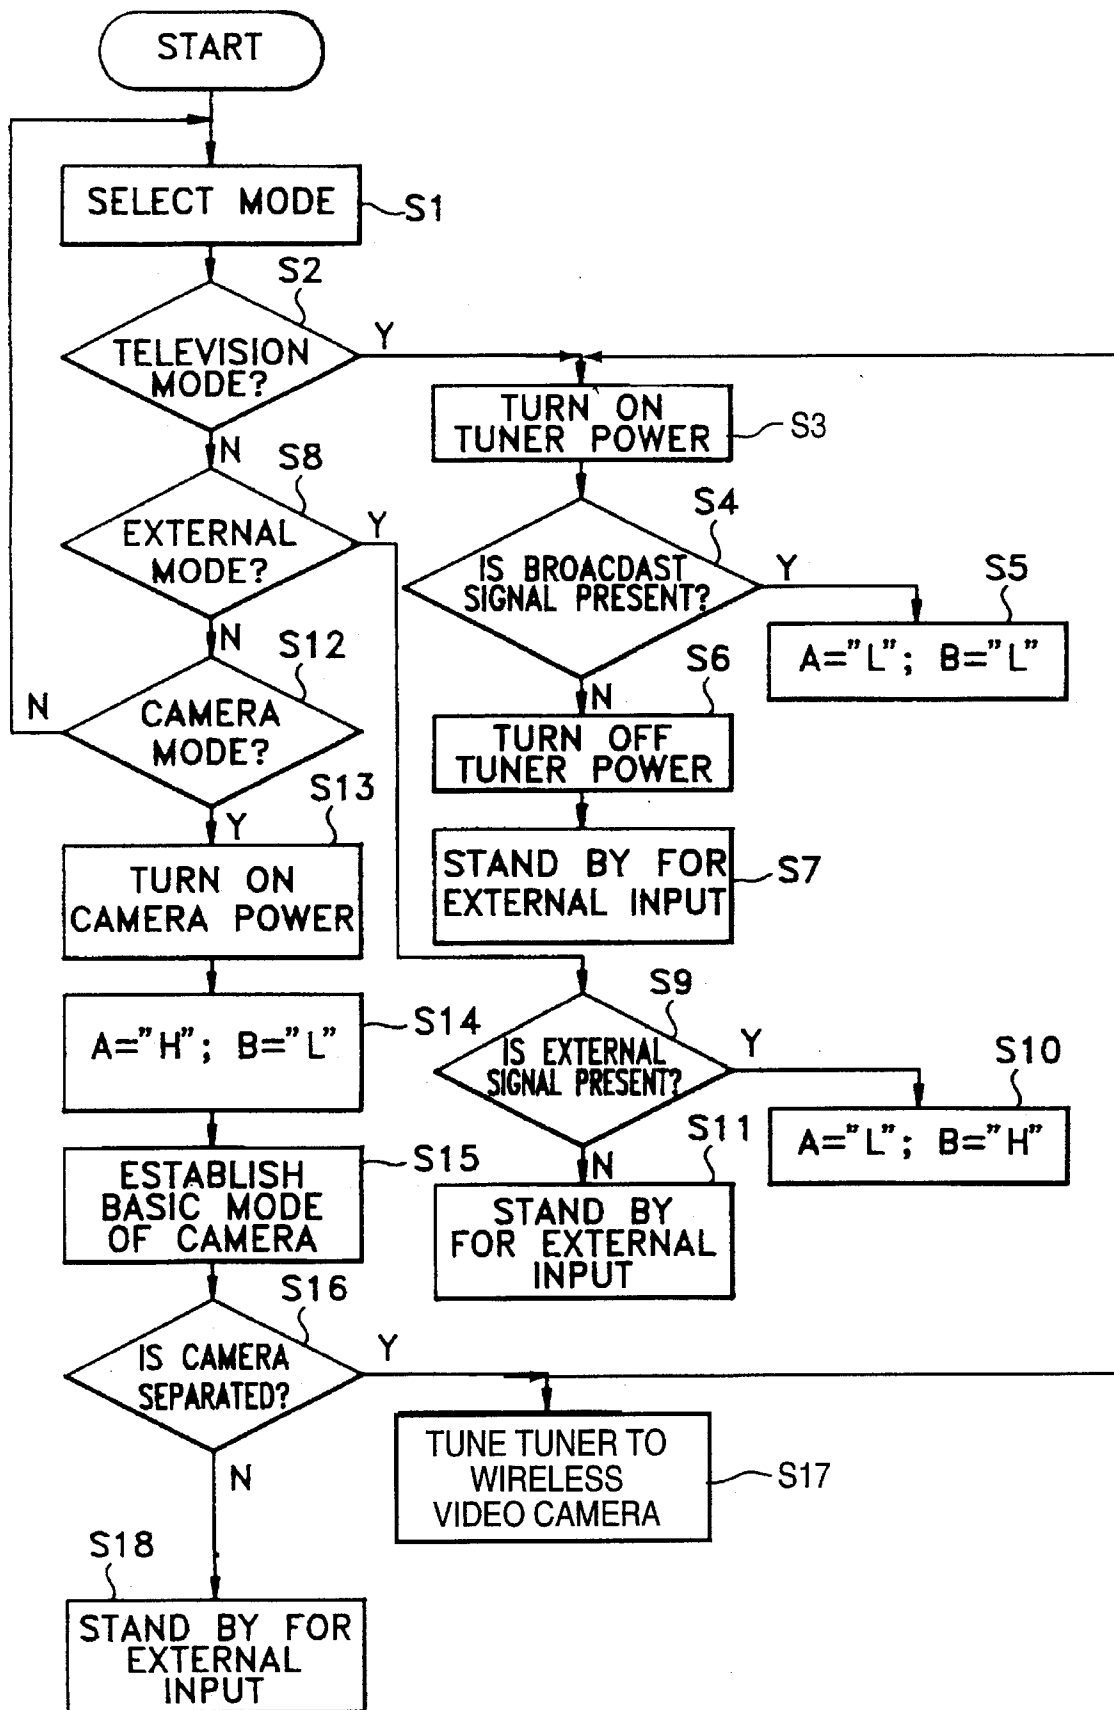 START
SELECT MODE
S1
S2
TELEVISION
MODE?
Y
N
TURN ON
TUNER POWER
S3
S8
EXTERNAL
MODE?
Y
N
S4
IS BROACDAST
SIGNAL PRESENT?
Y
N
S5
A="L"; B="L"
S12
CAMERA
MODE?
N
Y
S6
TURN OFF
TUNER POWER
S13
TURN ON
CAMERA POWER
STAND BY FOR
EXTERNAL INPUT
S7
A="H"; B="L"
S14
S9
IS EXTERNAL
SIGNAL PRESENT?
Y
N
S10
A="L"; B="H"
ESTABLISH
BASIC MODE
OF CAMERA
S15
S11
STAND BY
FOR EXTERNAL
INPUT
S16
IS CAMERA
SEPARATED?
Y
N
TUNE TUNER TO
WIRELESS
VIDEO CAMERA
S17
S18
STAND BY FOR
EXTERNAL
INPUT